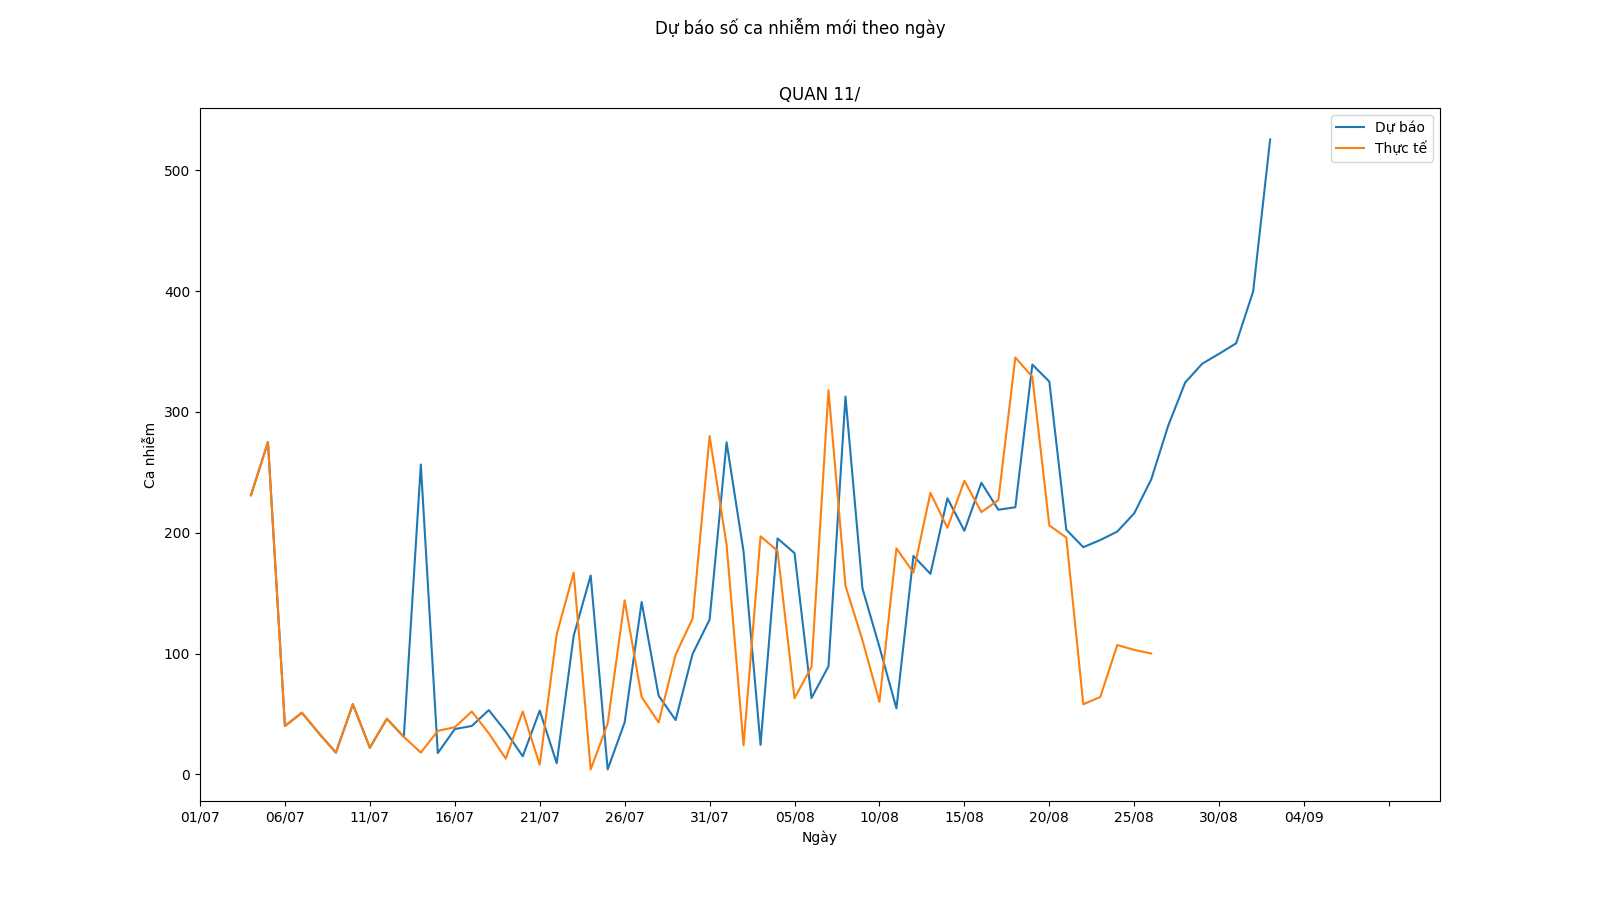 Dự báo số ca nhiễm mới theo ngày
QUAN 11/
Dự báo
Thực tế
500
400
300
200
100
0
Ca nhiễm
01/07 06/07 11/07 16/07 21/07 26/07 31/07 05/08 10/08 15/08 20/08 25/08 30/08 04/09
Ngày